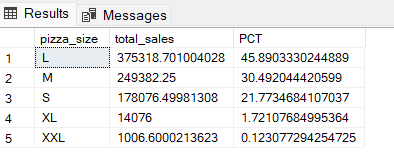 Results Messages
pizza_size total_sales PCT
1 L 375318.701004028 45.8903330244889
2 M 249382.25 30.492044420599
3 S 178076.49981308 21.7734684107037
4 XL 14076 1.72107684995364
5 XXL 1006.6000213623 0.123077294254725